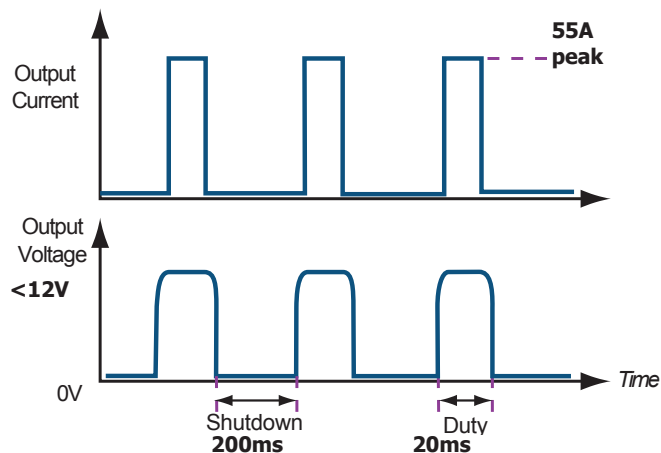 55A
peak
Output
Current
Output
Voltage
<12V
0V
Time
Shutdown
200ms
Duty
20ms